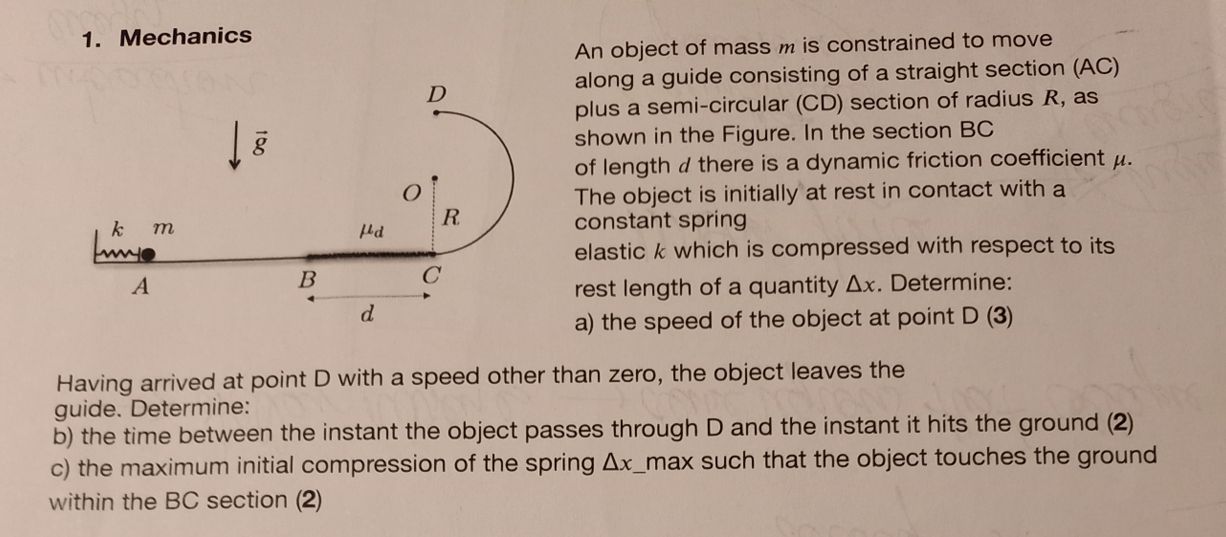 1. Mechanics
An object of mass m is constrained to move
along a guide consisting of a straight section (AC)
plus a semi-circular (CD) section of radius R, as
shown in the Figure. In the section BC
of length d there is a dynamic friction coefficient μ.
The object is initially at rest in contact with a
constant spring
elastic k which is compressed with respect to its
rest length of a quantity Δx. Determine:
a) the speed of the object at point D (3)
D
g⃗
O
R
k m
μd
A
B
C
d
Having arrived at point D with a speed other than zero, the object leaves the
guide. Determine:
b) the time between the instant the object passes through D and the instant it hits the ground (2)
c) the maximum initial compression of the spring Δx_max such that the object touches the ground
within the BC section (2)